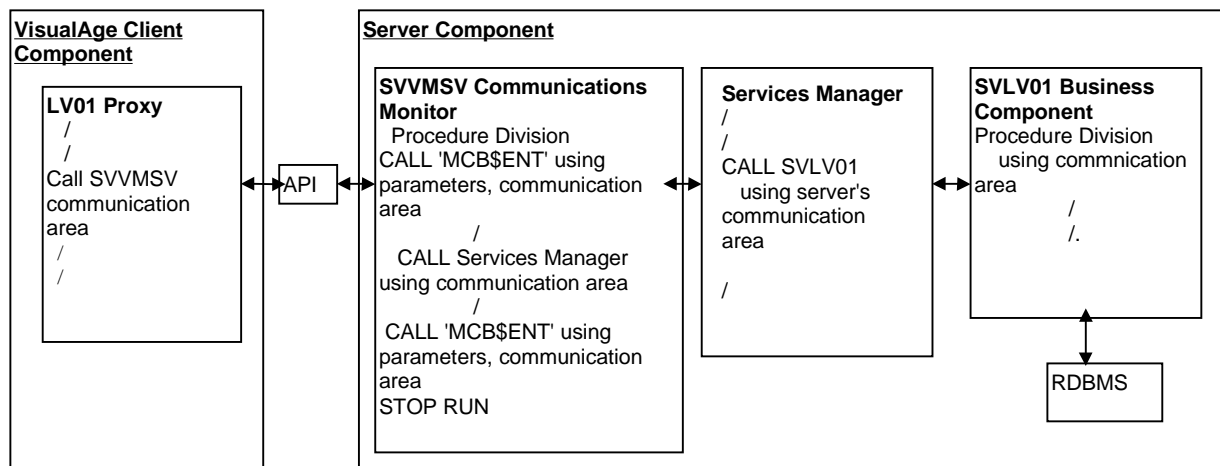 VisualAge Client
Component
LV01 Proxy
/
/
Call SVVMSV
communication
area
/
/
API
Server Component
SVVMSV Communications
Monitor
Procedure Division
CALL 'MCB$ENT' using
parameters, communication
area
/
CALL Services Manager
using communication area
/
CALL 'MCB$ENT' using
parameters, communication
area
STOP RUN
Services Manager
/
/
CALL SVLV01
using server's
communication
area
/
SVLV01 Business
Component
Procedure Division
using commnication
area
/
/.
RDBMS